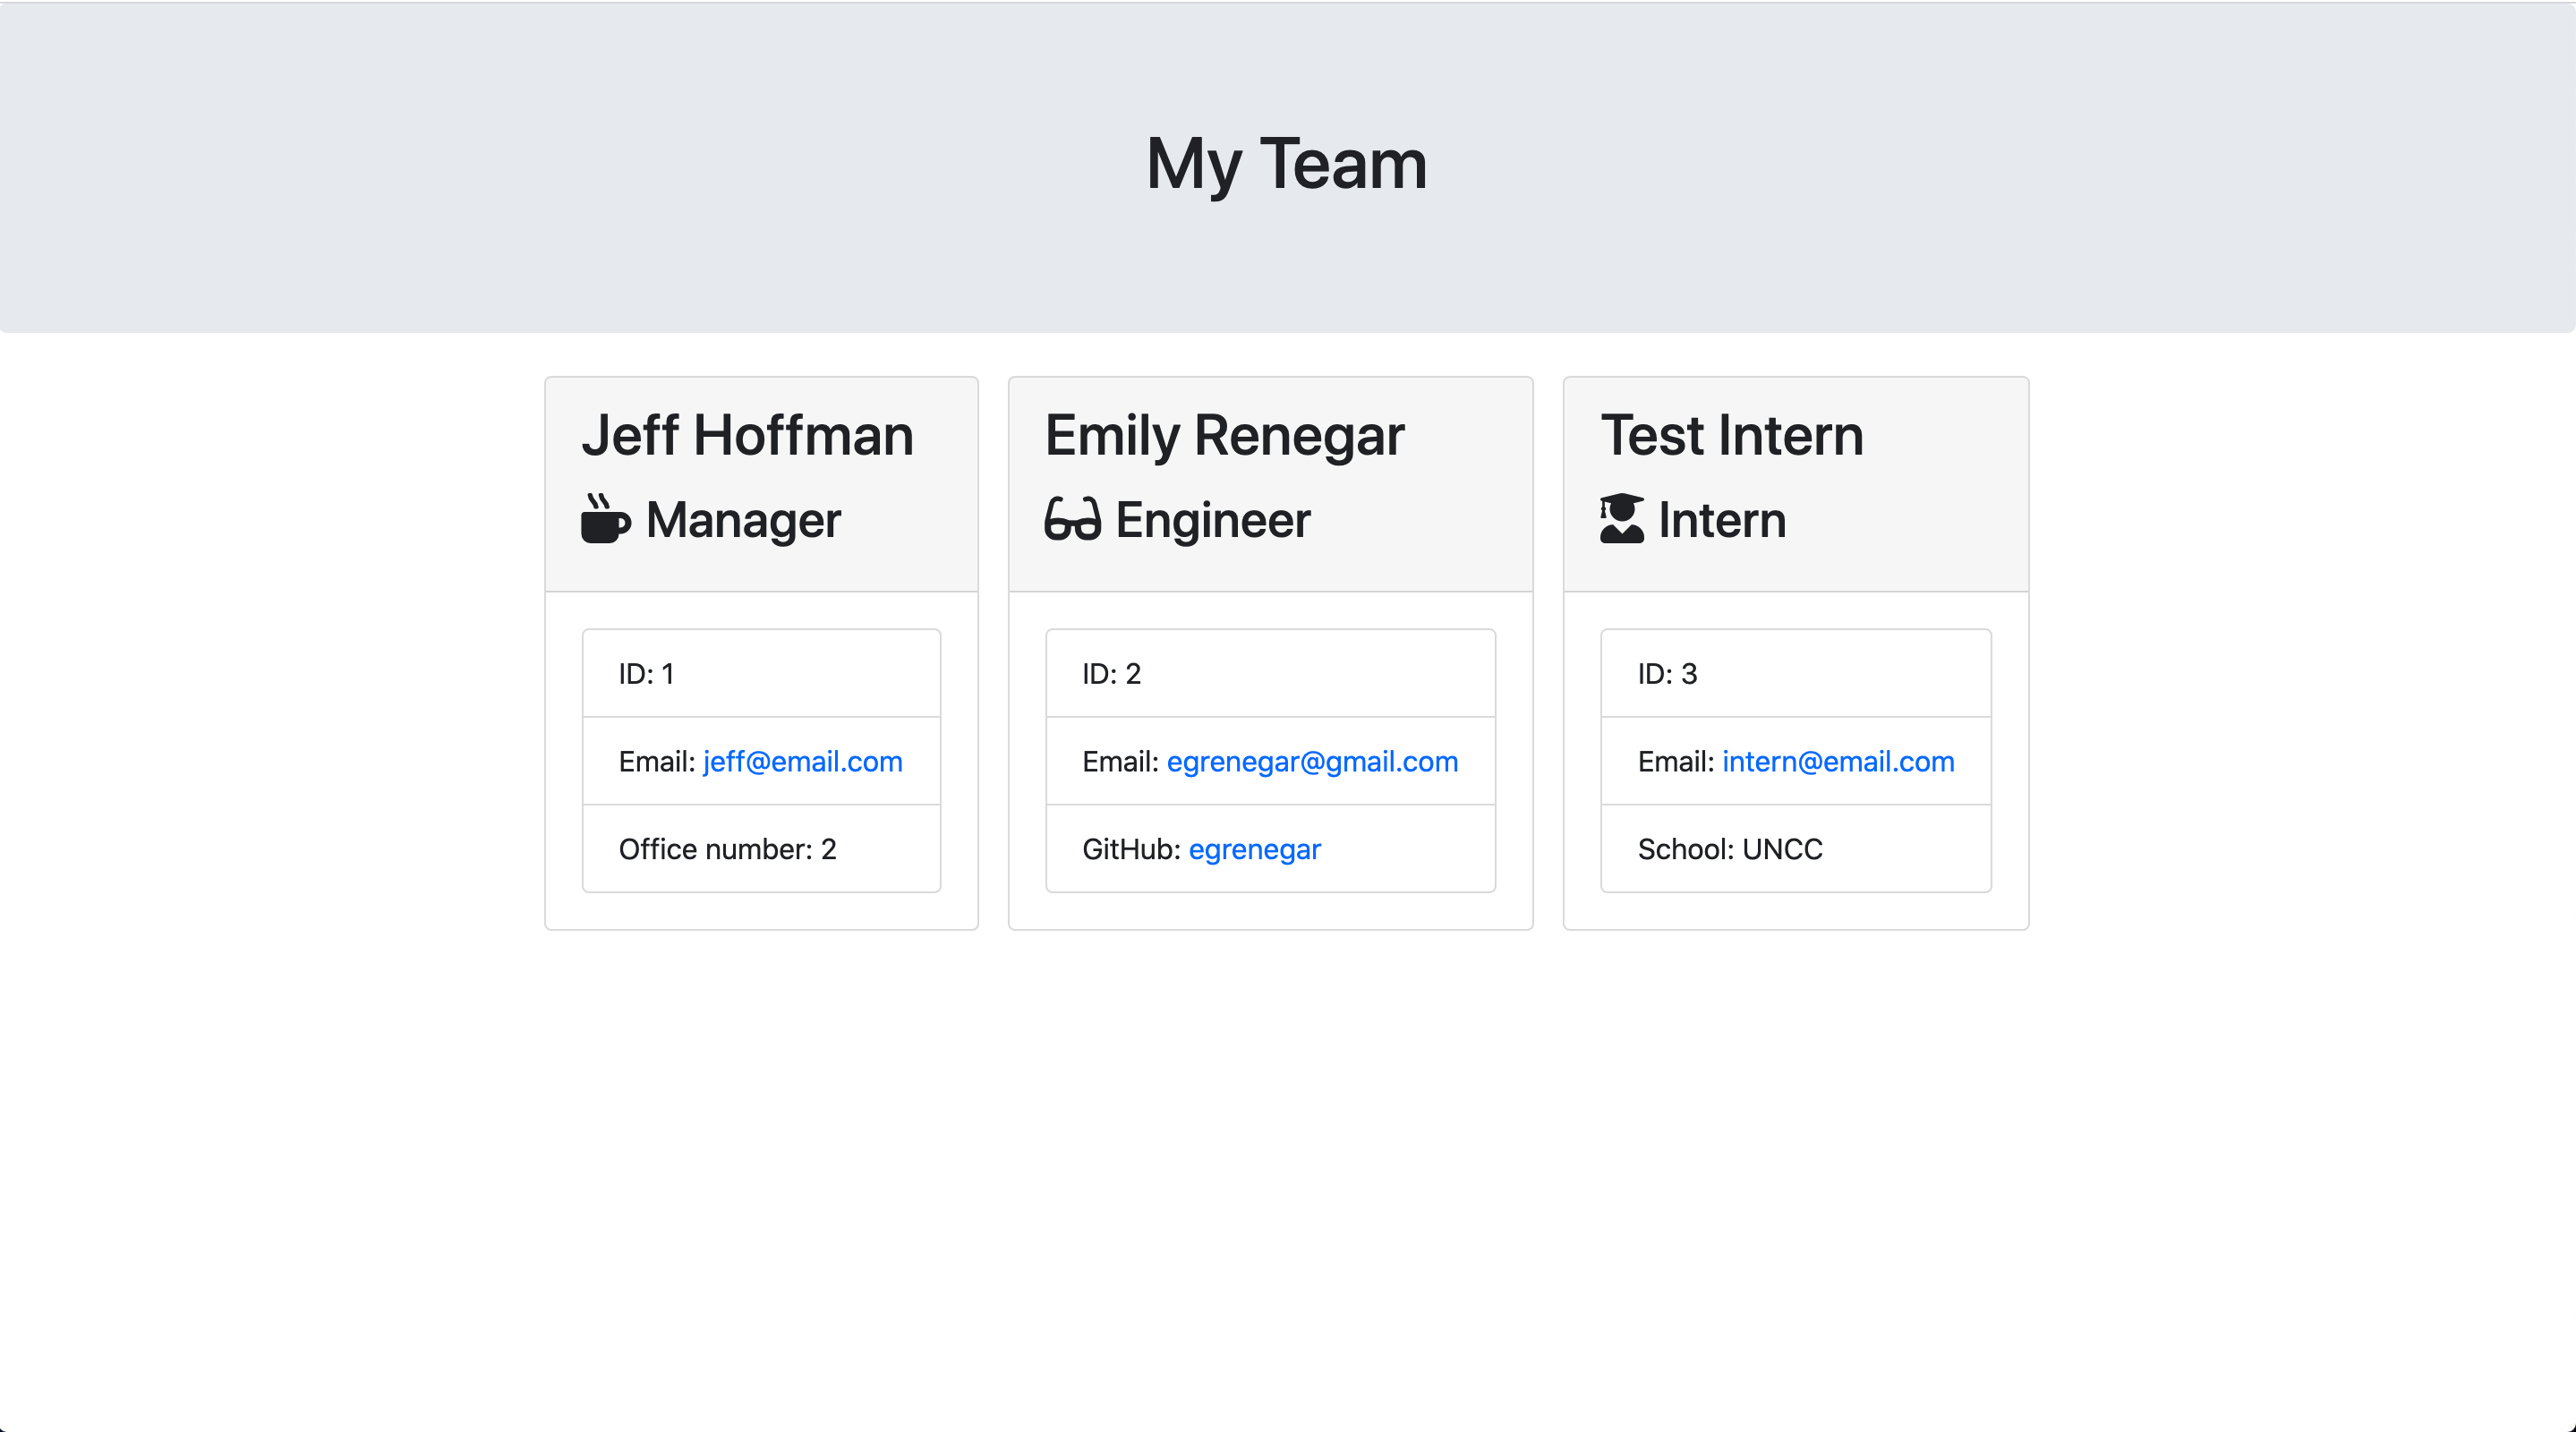 My Team
Jeff Hoffman
Manager
ID: 1
Email: jeff@email.com
Office number: 2
Emily Renegar
Engineer
ID: 2
Email: egrenegar@gmail.com
GitHub: egrenegar
Test Intern
Intern
ID: 3
Email: intern@email.com
School: UNCC